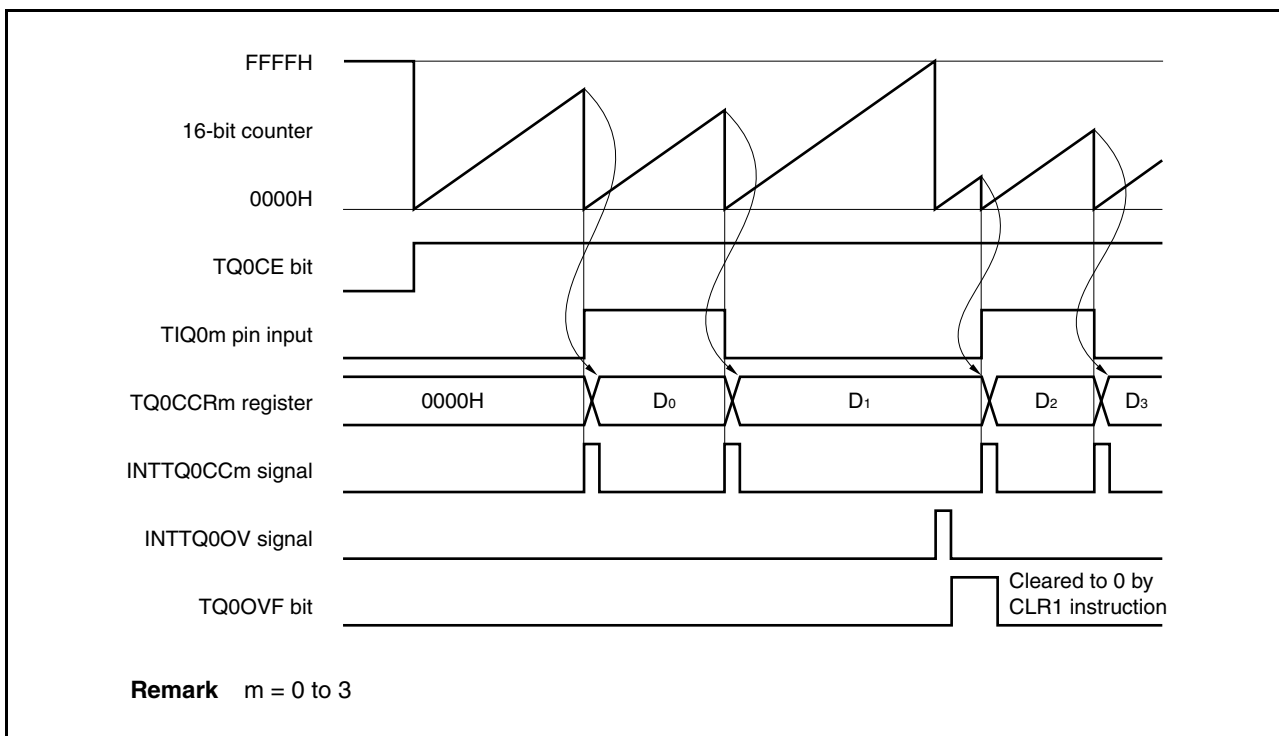 FFFFH
16-bit counter
0000H
TQ0CE bit
TIQ0m pin input
TQ0CCRm register
0000H
D0
D1
D2
D3
INTTQ0CCm signal
INTTQ0OV signal
TQ0OVF bit
Cleared to 0 by
CLR1 instruction
Remark m = 0 to 3